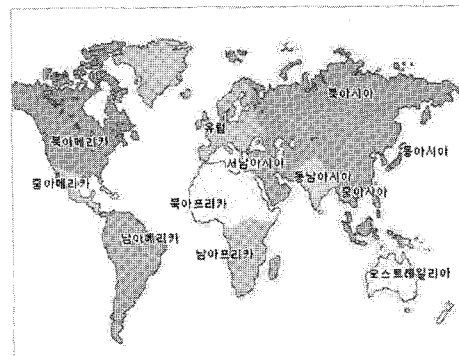 북아시아
유럽
북아메리카
동아시아
서남아시아
동남아시아
중아메리카
중아시아
북아프리카
남아메리카
남아프리카
오스트레일리아